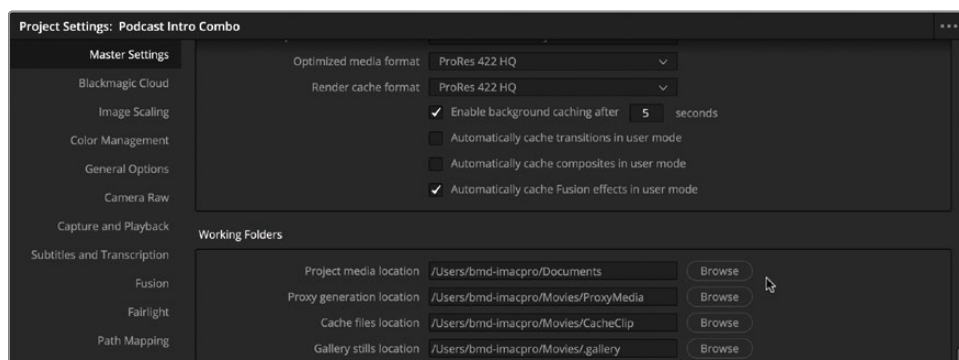 Project Settings: Podcast Intro Combo
Master Settings
Blackmagic Cloud
Image Scaling
Color Management
General Options
Camera Raw
Capture and Playback
Subtitles and Transcription
Fusion
Fairlight
Path Mapping
Optimized media format ProRes 422 HQ
Render cache format ProRes 422 HQ
Enable background caching after 5 seconds
Automatically cache transitions in user mode
Automatically cache composites in user mode
Automatically cache Fusion effects in user mode
Working Folders
Project media location /Users/bmd-imacpro/Documents Browse
Proxy generation location /Users/bmd-imacpro/Movies/ProxyMedia Browse
Cache files location /Users/bmd-imacpro/Movies/CacheClip Browse
Gallery stills location /Users/bmd-imacpro/Movies/.gallery Browse